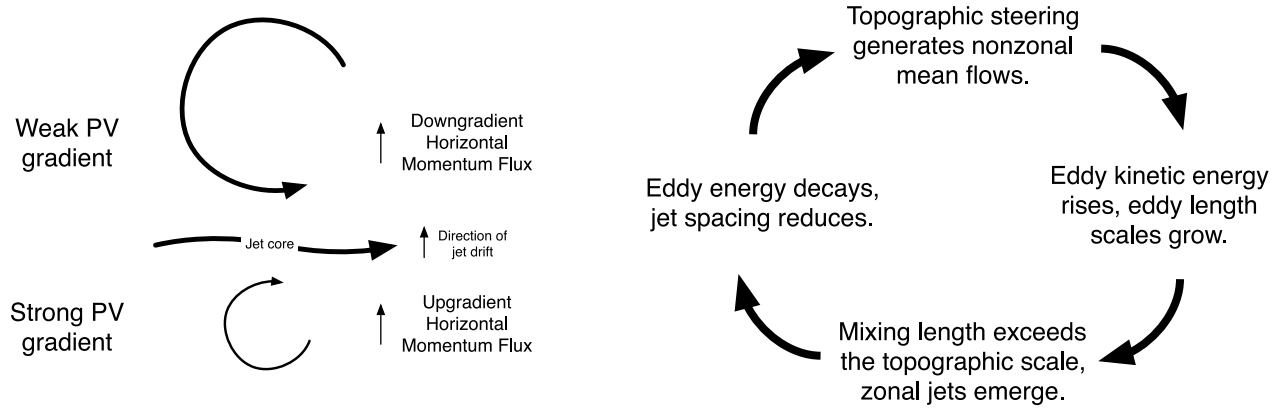 Weak PV
gradient
Downgradient
Horizontal
Momentum Flux
Jet core
Direction of
jet drift
Strong PV
gradient
Upgradient
Horizontal
Momentum Flux
Topographic steering
generates nonzonal
mean flows.
Eddy kinetic energy
rises, eddy length
scales grow.
Mixing length exceeds
the topographic scale,
zonal jets emerge.
Eddy energy decays,
jet spacing reduces.